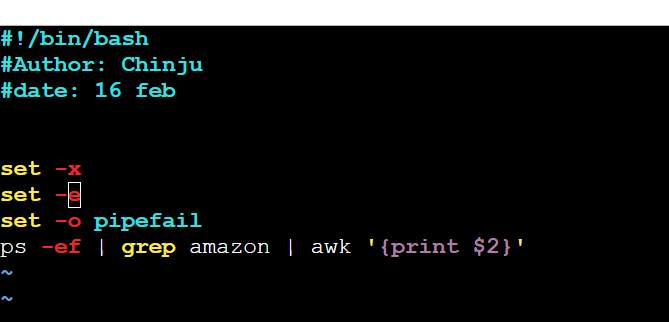 #!/bin/bash
#Author: Chinju
#date: 16 feb
set -x
set -e
set -o pipefail
ps -ef | grep amazon | awk '{print $2}'
~
~